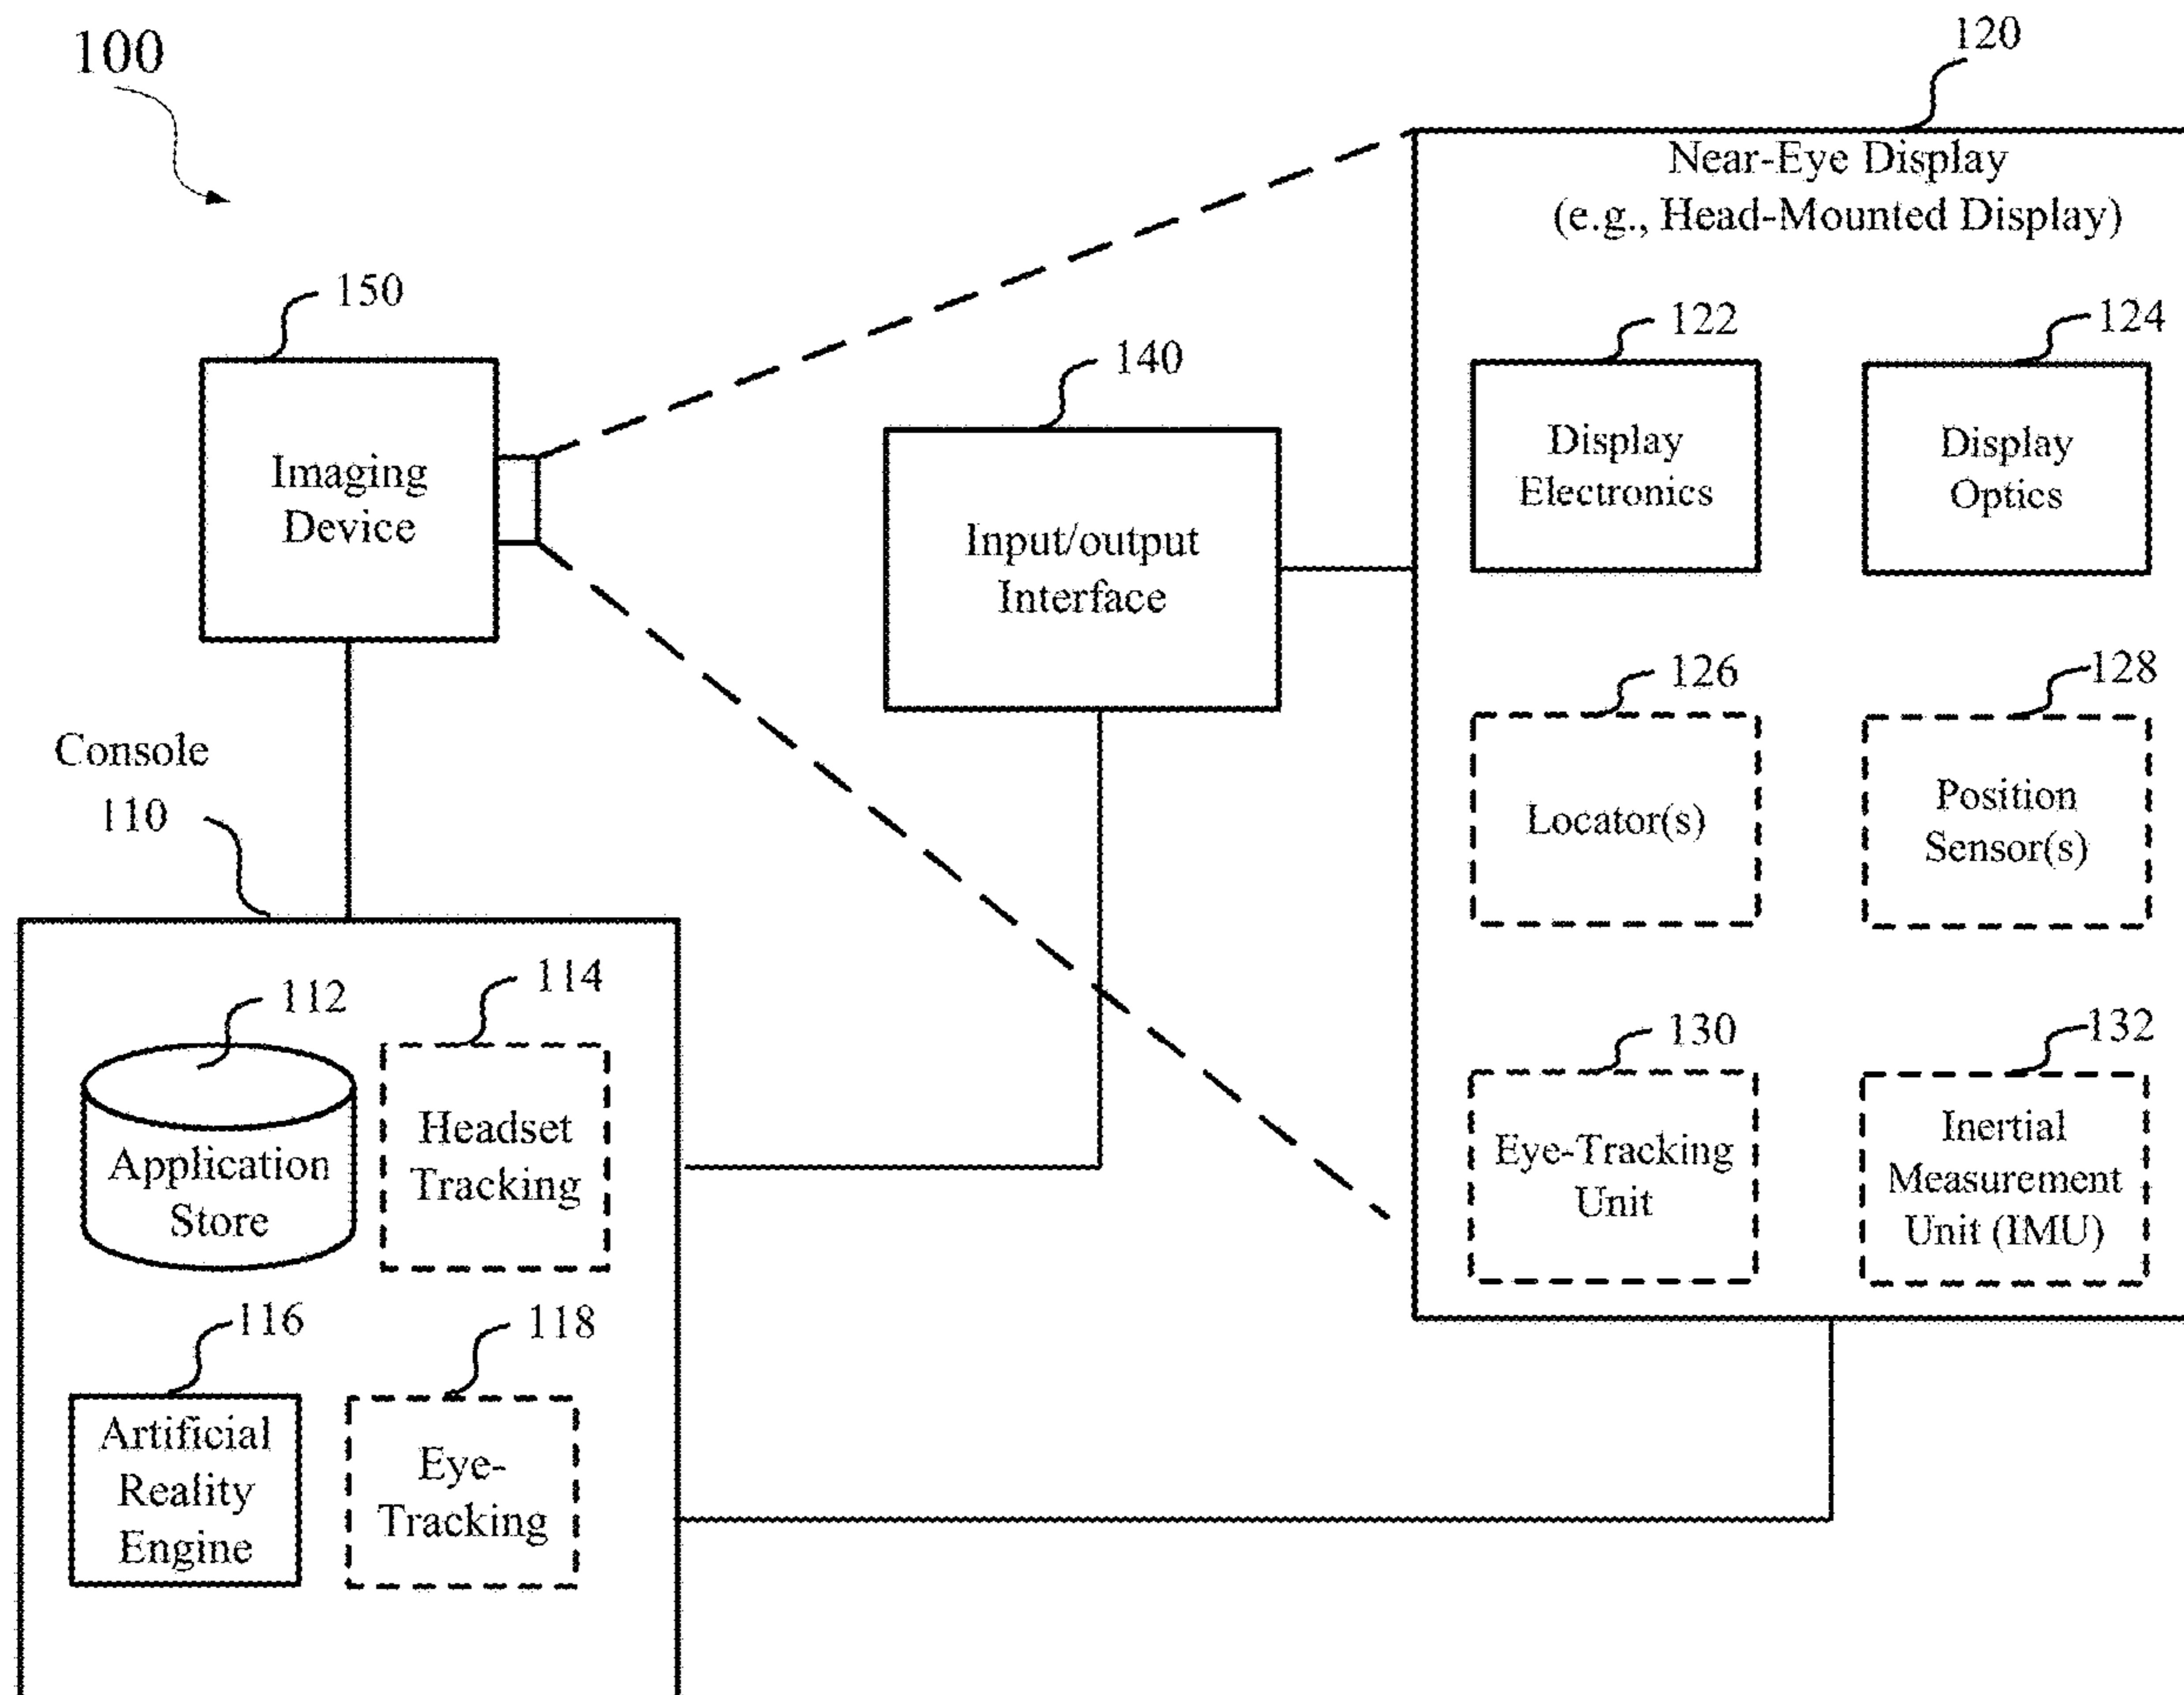 100
120
Near-Eye Display
(e.g., Head-Mounted Display)
150
Imaging
Device
140
Input/output
Interface
122
Display
Electronics
124
Display
Optics
126
Locator(s)
128
Position
Sensor(s)
130
Eye-Tracking
Unit
132
Inertial
Measurement
Unit (IMU)
Console
110
112
Application
Store
114
Headset
Tracking
116
Artificial
Reality
Engine
118
Eye-
Tracking